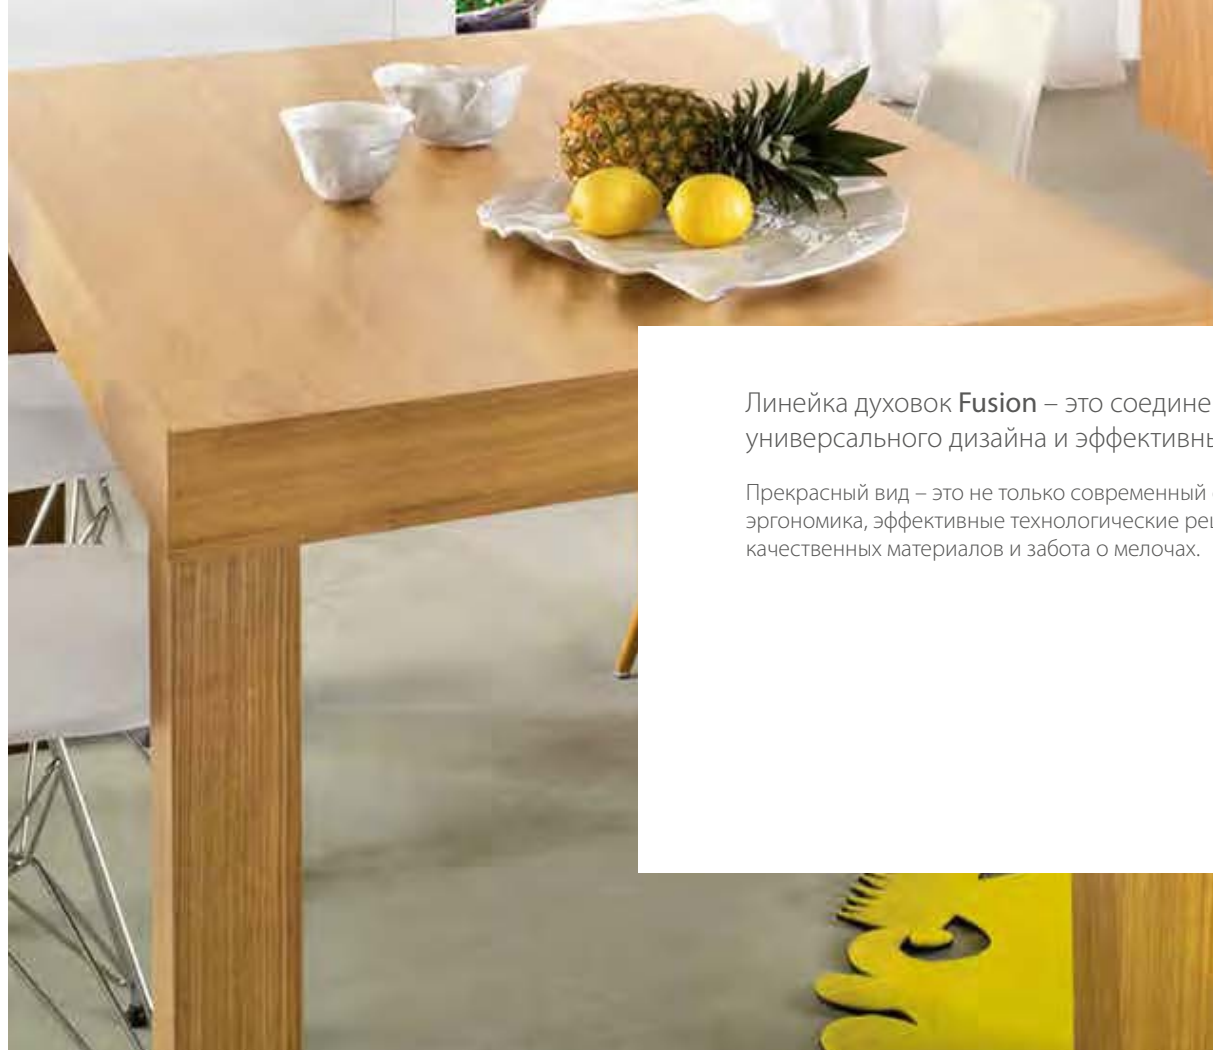 Линейка духовок Fusion – это соедине
универсального дизайна и эффективн
Прекрасный вид – это не только современный
эргономика, эффективные технологические ре
качественных материалов и забота о мелочах.